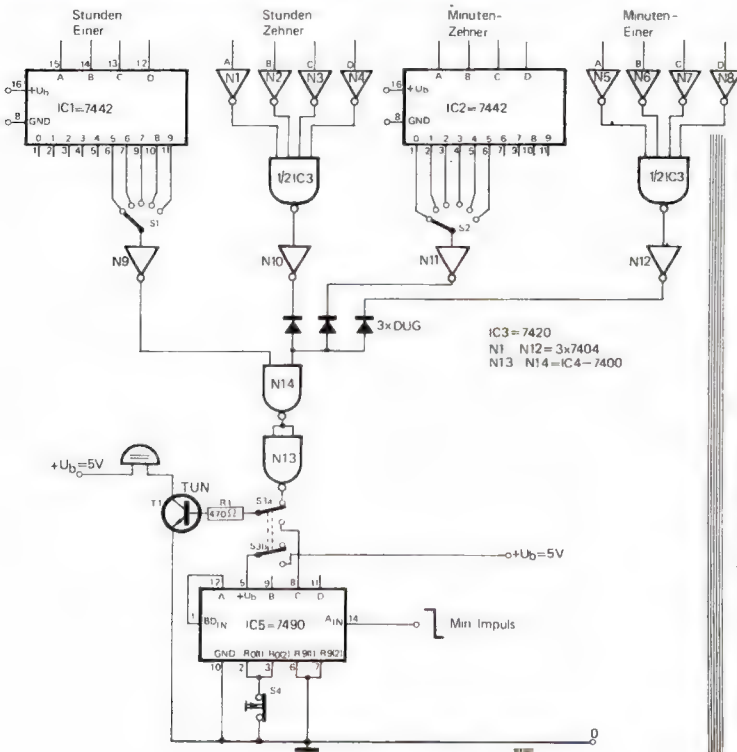 Stunden
Einer
Stunden
Zehner
Minuten-
Zehner
Minuten-
Einer
15 14 13 12
A B C D
16 +Ub
IC1=7442
8 GND
0 1 2 3 4 5 6 7 8 9
1 2 3 4 5 6 7 9 10 11
S1
N9
A B C D
N1 N2 N3 N4
1/2 IC3
N10
A B C D
16 +Ub
IC2=7442
8 GND
0 1 2 3 4 5 6 7 8 9
1 2 3 4 5 6 7 9 10 11
S2
N11
A B C D
N5 N6 N7 N8
1/2 IC3
N12
3x DUG
IC3=7420
N1 N12=3x7404
N13 N14=IC4-7400
N14
N13
+Ub=5V
TUN
T1
R1
470Ω
S3a
S3b
+Ub=5V
12 5 9 8 11
A +Ub B C D
1 BDIN
IC5=7490
AIN 14
Min Impuls
GND R0(1) R0(2) R9(1) R9(2)
10 2 3 6 7
S4
0